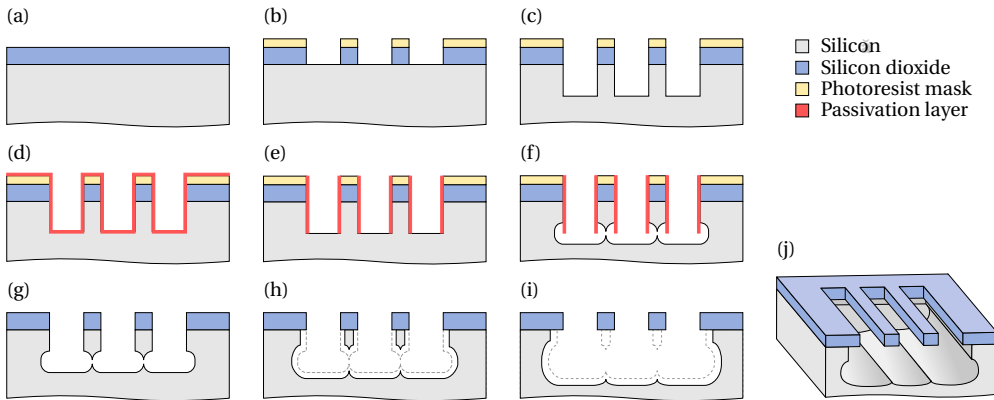 (a)
(b)
(c)
Silicon
Silicon dioxide
Photoresist mask
Passivation layer
(d)
(e)
(f)
(g)
(h)
(i)
(j)